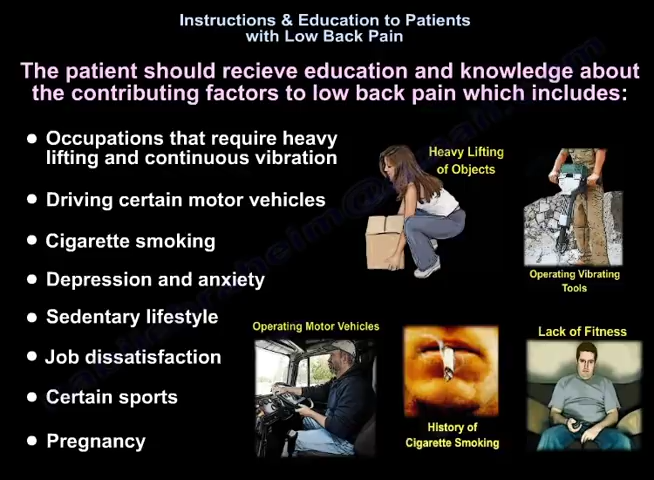 Instructions & Education to Patients
with Low Back Pain
The patient should recieve education and knowledge about
the contributing factors to low back pain which includes:
• Occupations that require heavy
lifting and continuous vibration
• Driving certain motor vehicles
• Cigarette smoking
• Depression and anxiety
• Sedentary lifestyle
• Job dissatisfaction
• Certain sports
• Pregnancy
Heavy Lifting
of Objects
Operating Vibrating
Tools
Operating Motor Vehicles
History of
Cigarette Smoking
Lack of Fitness